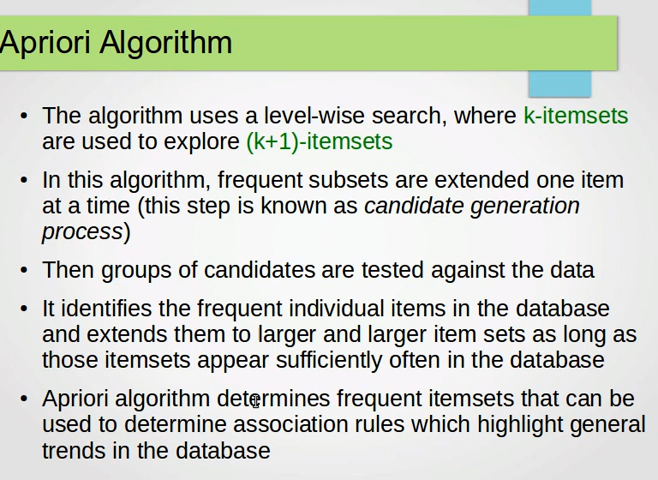 Apriori Algorithm
• The algorithm uses a level-wise search, where k-itemsets
are used to explore (k+1)-itemsets
• In this algorithm, frequent subsets are extended one item
at a time (this step is known as candidate generation
process)
• Then groups of candidates are tested against the data
• It identifies the frequent individual items in the database
and extends them to larger and larger item sets as long as
those itemsets appear sufficiently often in the database
• Apriori algorithm determines frequent itemsets that can be
used to determine association rules which highlight general
trends in the database